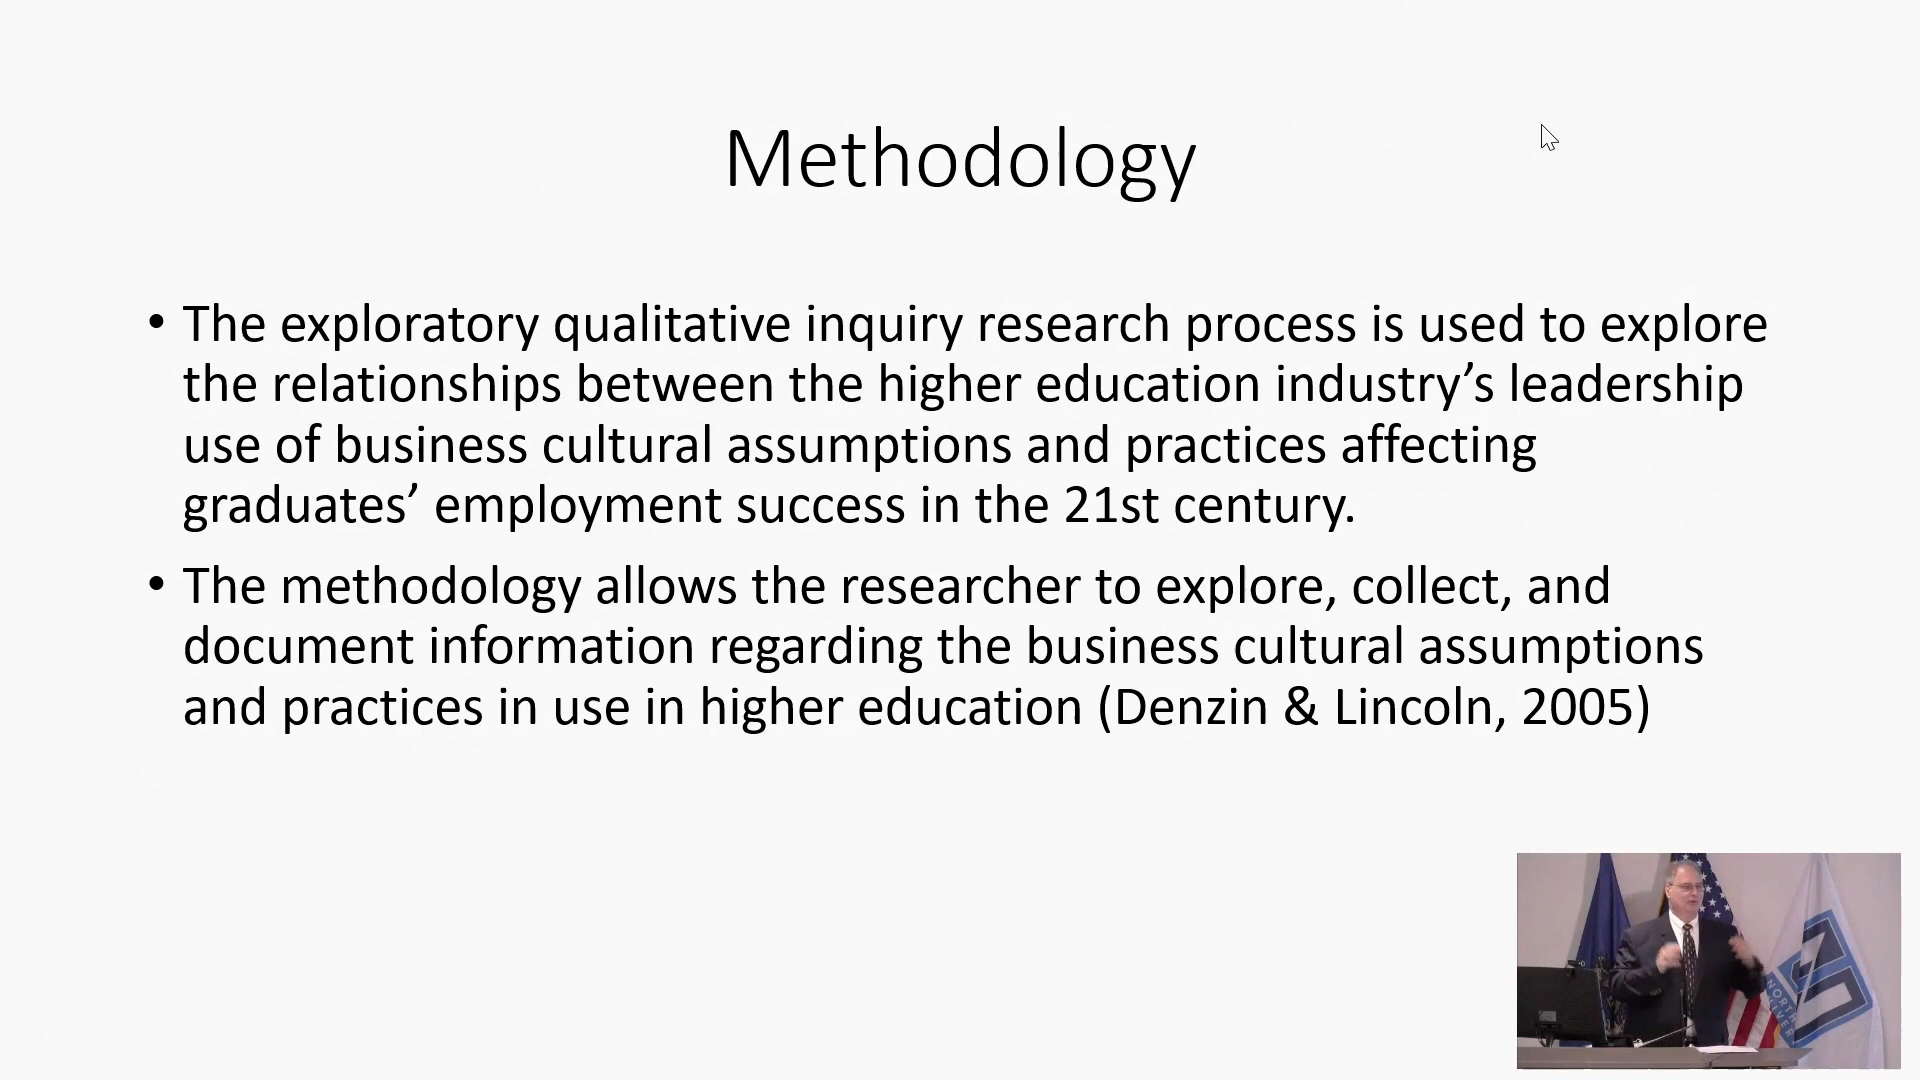 Methodology
• The exploratory qualitative inquiry research process is used to explore
the relationships between the higher education industry’s leadership
use of business cultural assumptions and practices affecting
graduates’ employment success in the 21st century.
• The methodology allows the researcher to explore, collect, and
document information regarding the business cultural assumptions
and practices in use in higher education (Denzin & Lincoln, 2005)